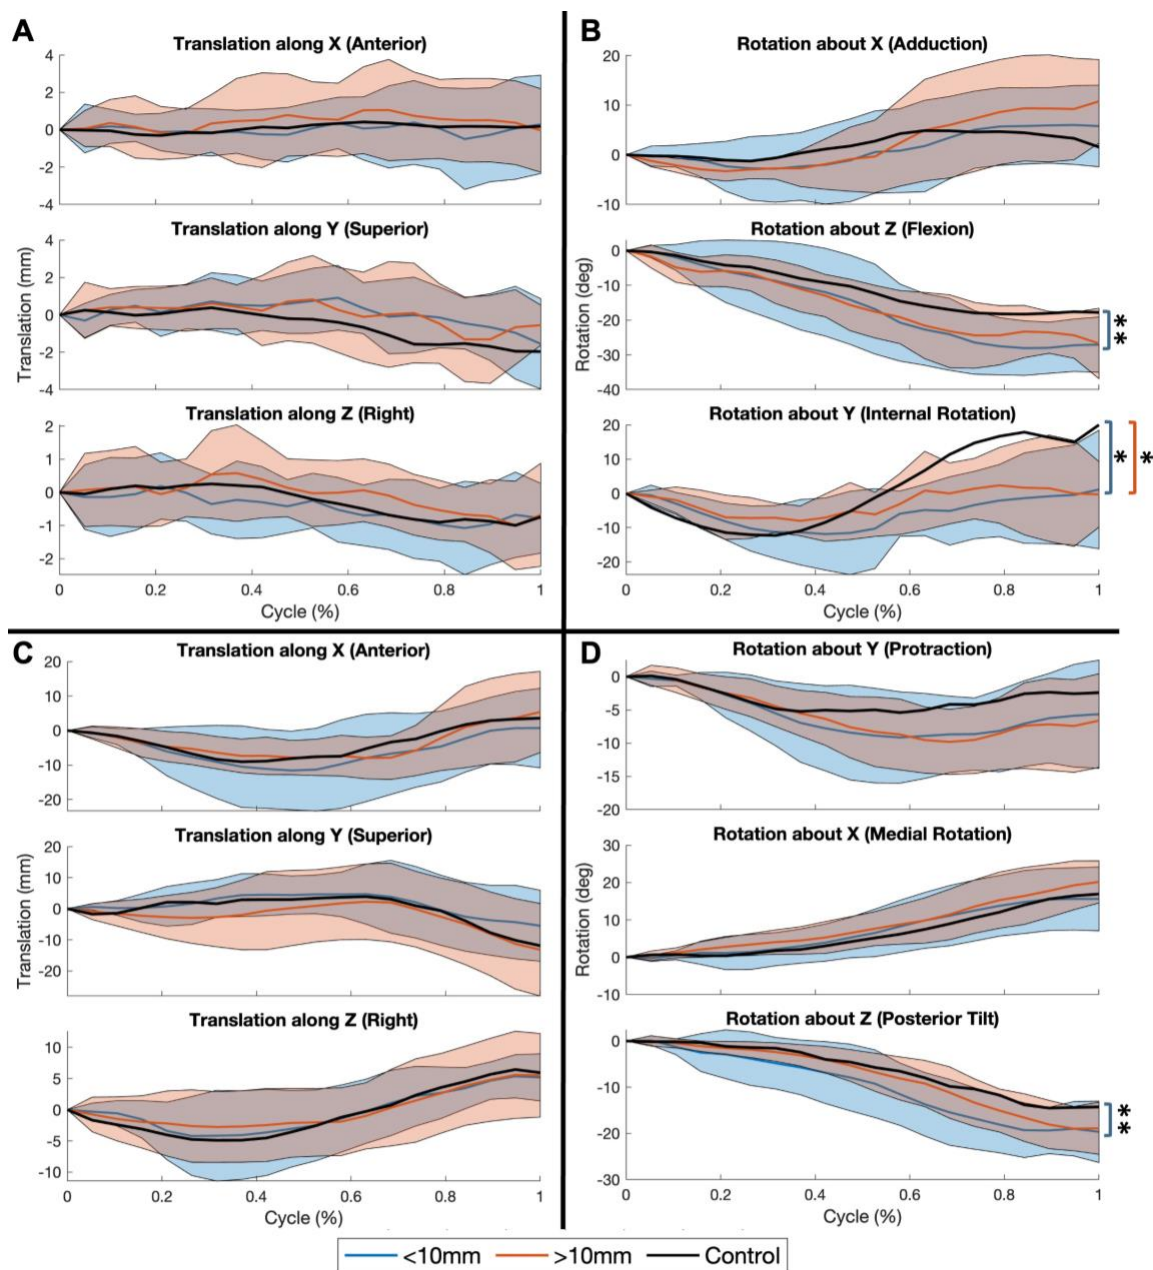 A
Translation along X (Anterior)
4
2
0
-2
-4
Translation along Y (Superior)
4
2
0
-2
-4
Translation (mm)
Translation along Z (Right)
2
1
0
-1
-2
0 0.2 0.4 0.6 0.8 1
Cycle (%)
B
Rotation about X (Adduction)
20
10
0
-10
Rotation about Z (Flexion)
0
-10
-20
-30
-40
Rotation (deg)
**
Rotation about Y (Internal Rotation)
20
10
0
-10
-20
* *
0 0.2 0.4 0.6 0.8 1
Cycle (%)
C
Translation along X (Anterior)
20
10
0
-10
-20
Translation along Y (Superior)
20
10
0
-10
-20
Translation (mm)
Translation along Z (Right)
10
5
0
-5
-10
0 0.2 0.4 0.6 0.8 1
Cycle (%)
D
Rotation about Y (Protraction)
0
-5
-10
-15
-20
Rotation about X (Medial Rotation)
30
20
10
0
-10
Rotation (deg)
Rotation about Z (Posterior Tilt)
0
-10
-20
-30
**
0 0.2 0.4 0.6 0.8 1
Cycle (%)
<10mm >10mm Control